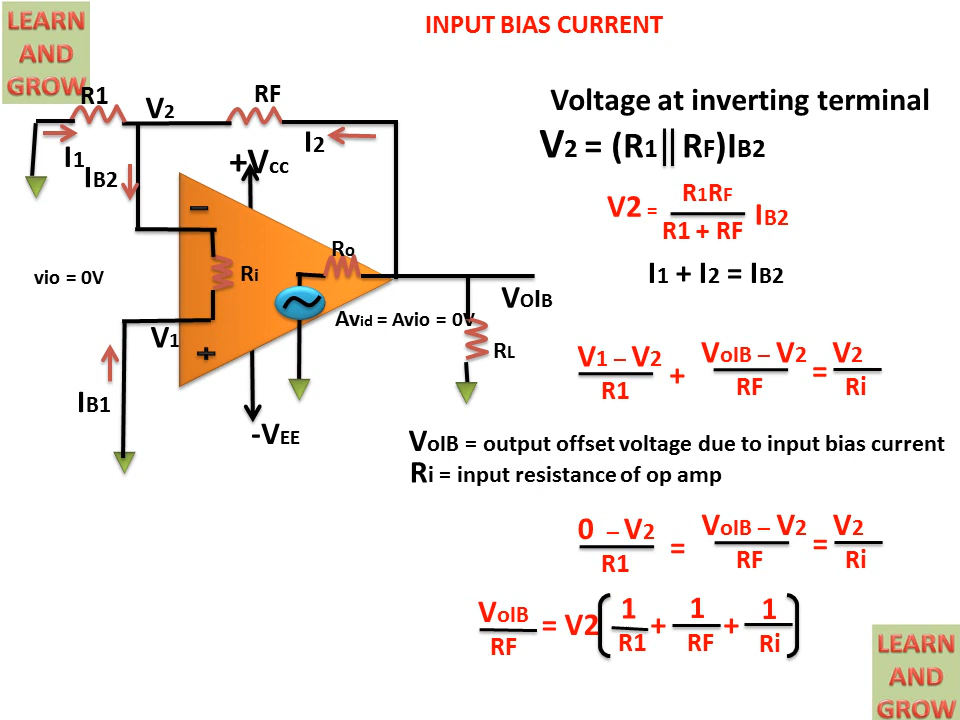 LEARN
AND
GROW
INPUT BIAS CURRENT
R1
V2
RF
I1
I2
IB2
+Vcc
−
Ri
Ro
vio = 0V
Avid = Avio = 0V
VOIB
V1
+
RL
IB1
-VEE
Voltage at inverting terminal
V2 = (R1||RF)IB2
V2 = R1RF / R1 + RF IB2
I1 + I2 = IB2
V1 – V2 / R1 + VoIB – V2 / RF = V2 / Ri
VoIB = output offset voltage due to input bias current
Ri = input resistance of op amp
0 – V2 / R1 = VoIB – V2 / RF = V2 / Ri
VoIB / RF = V2 ( 1 / R1 + 1 / RF + 1 / Ri )
LEARN
AND
GROW